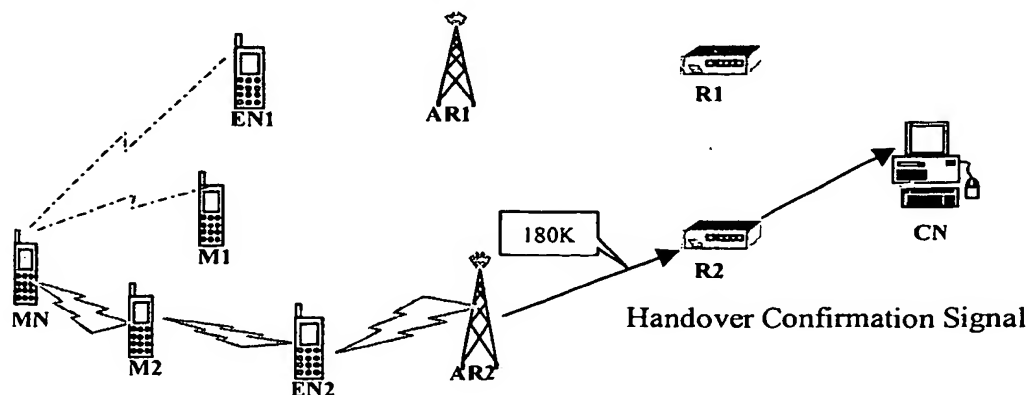 EN1
AR1
R1
M1
CN
180K
R2
MN
Handover Confirmation Signal
M2
EN2
AR2